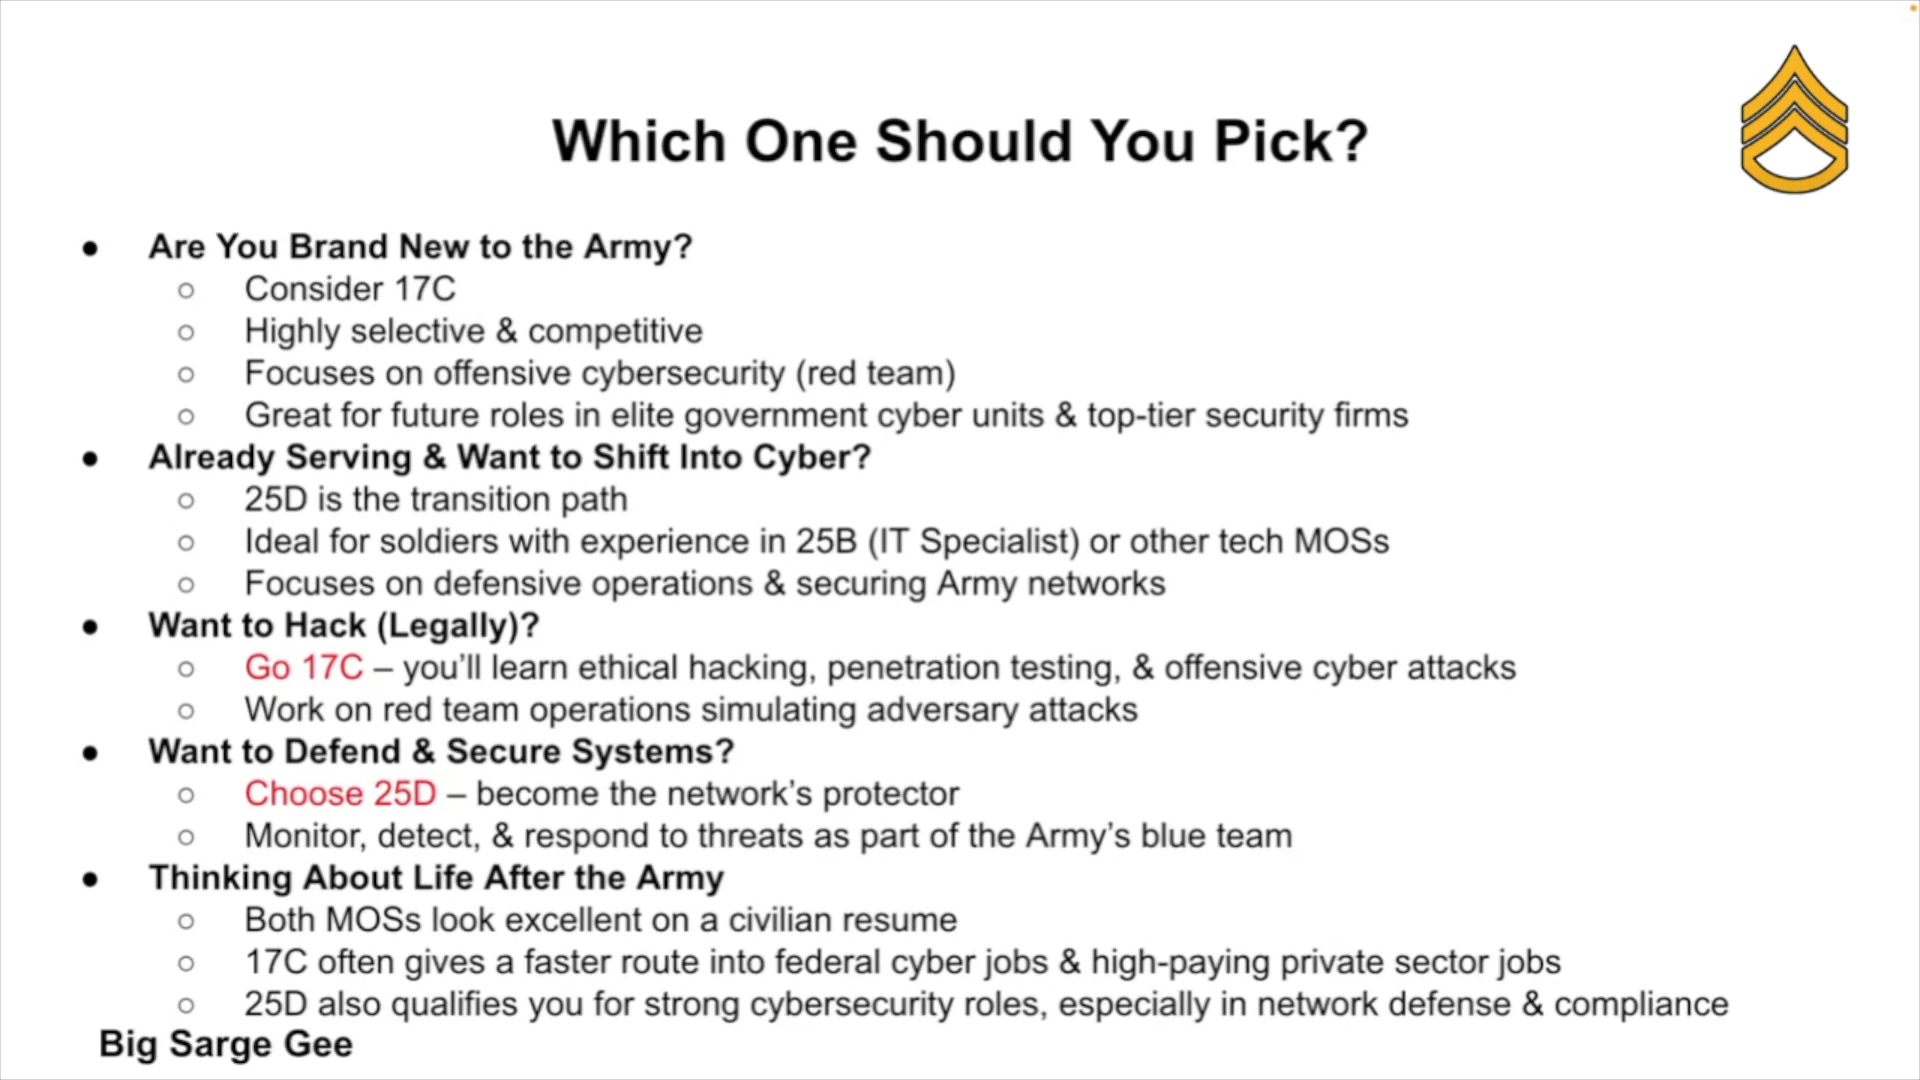 Which One Should You Pick?
● Are You Brand New to the Army?
○ Consider 17C
○ Highly selective & competitive
○ Focuses on offensive cybersecurity (red team)
○ Great for future roles in elite government cyber units & top-tier security firms
● Already Serving & Want to Shift Into Cyber?
○ 25D is the transition path
○ Ideal for soldiers with experience in 25B (IT Specialist) or other tech MOSs
○ Focuses on defensive operations & securing Army networks
● Want to Hack (Legally)?
○ Go 17C – you’ll learn ethical hacking, penetration testing, & offensive cyber attacks
○ Work on red team operations simulating adversary attacks
● Want to Defend & Secure Systems?
○ Choose 25D – become the network’s protector
○ Monitor, detect, & respond to threats as part of the Army’s blue team
● Thinking About Life After the Army
○ Both MOSs look excellent on a civilian resume
○ 17C often gives a faster route into federal cyber jobs & high-paying private sector jobs
○ 25D also qualifies you for strong cybersecurity roles, especially in network defense & compliance
Big Sarge Gee